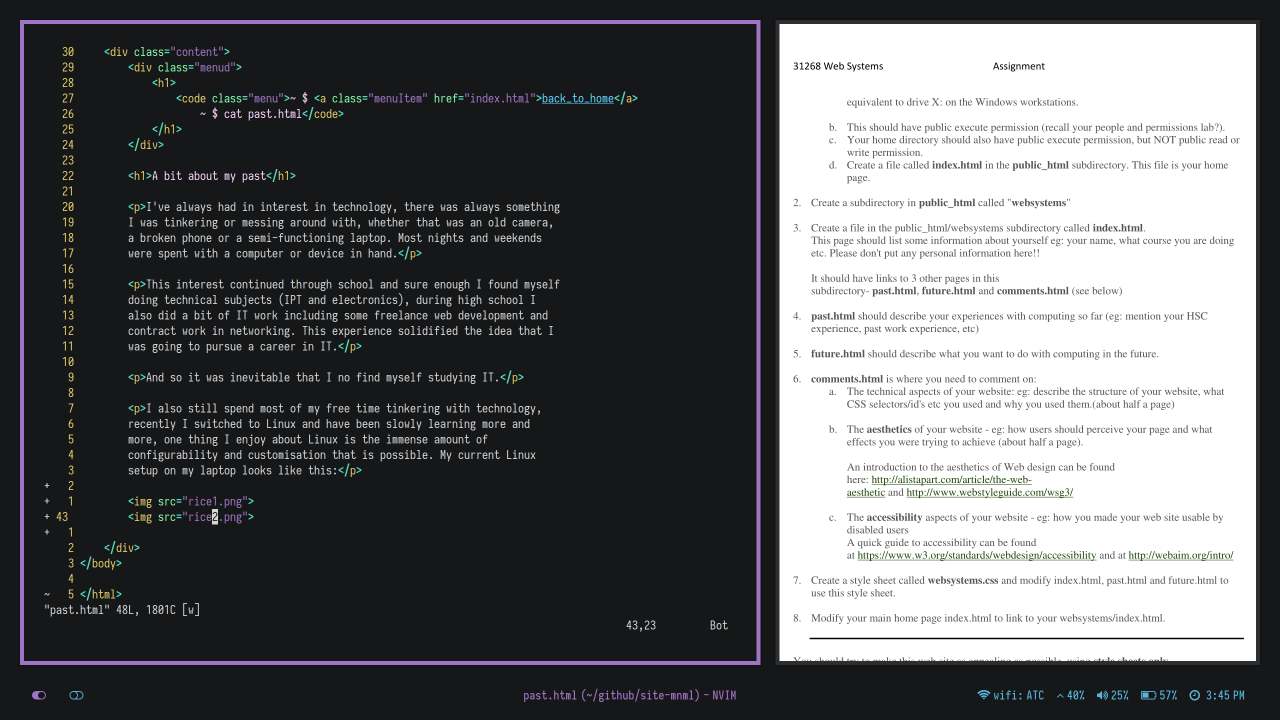 30 <div class="content">
29 <div class="menud">
28 <h1>
27 <code class="menu">~ $ <a class="menuItem" href="index.html">back_to_home</a>
26 ~ $ cat past.html</code>
25 </h1>
24 </div>
23
22 <h1>A bit about my past</h1>
21
20 <p>I've always had in interest in technology, there was always something
19 I was tinkering or messing around with, whether that was an old camera,
18 a broken phone or a semi-functioning laptop. Most nights and weekends
17 were spent with a computer or device in hand.</p>
16
15 <p>This interest continued through school and sure enough I found myself
14 doing technical subjects (IPT and electronics), during high school I
13 also did a bit of IT work including some freelance web development and
12 contract work in networking. This experience solidified the idea that I
11 was going to pursue a career in IT.</p>
10
9 <p>And so it was inevitable that I no find myself studying IT.</p>
8
7 <p>I also still spend most of my free time tinkering with technology,
6 recently I switched to Linux and have been slowly learning more and
5 more, one thing I enjoy about Linux is the immense amount of
4 configurability and customisation that is possible. My current Linux
3 setup on my laptop looks like this:</p>
+ 2
+ 1 <img src="rice1.png">
+ 43 <img src="rice2.png">
+ 1
2 </div>
3 </body>
4
~ 5 </html>
"past.html" 48L, 1801C [w]
43,23 Bot
31268 Web Systems Assignment
equivalent to drive X: on the Windows workstations.
b. This should have public execute permission (recall your people and permissions lab?).
c. Your home directory should also have public execute permission, but NOT public read or
write permission.
d. Create a file called index.html in the public_html subdirectory. This file is your home
page.
2. Create a subdirectory in public_html called "websystems"
3. Create a file in the public_html/websystems subdirectory called index.html.
This page should list some information about yourself eg: your name, what course you are doing
etc. Please don't put any personal information here!!
It should have links to 3 other pages in this
subdirectory- past.html, future.html and comments.html (see below)
4. past.html should describe your experiences with computing so far (eg: mention your HSC
experience, past work experience, etc)
5. future.html should describe what you want to do with computing in the future.
6. comments.html is where you need to comment on:
a. The technical aspects of your website: eg: describe the structure of your website, what
CSS selectors/id's etc you used and why you used them.(about half a page)
b. The aesthetics of your website - eg: how users should perceive your page and what
effects you were trying to achieve (about half a page).
An introduction to the aesthetics of Web design can be found
here: http://alistapart.com/article/the-web-
aesthetic and http://www.webstyleguide.com/wsg3/
c. The accessibility aspects of your website - eg: how you made your web site usable by
disabled users
A quick guide to accessibility can be found
at https://www.w3.org/standards/webdesign/accessibility and at http://webaim.org/intro/
7. Create a style sheet called websystems.css and modify index.html, past.html and future.html to
use this style sheet.
8. Modify your main home page index.html to link to your websystems/index.html.
You should try to make this web site as appealing as possible, using style sheets only.
past.html (~/github/site-mnml) - NVIM
wifi: ATC 40% 25% 57% 3:45 PM